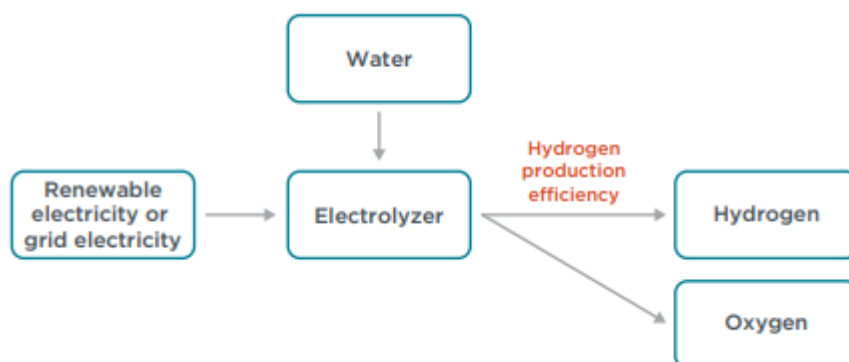 Water
Hydrogen
production
efficiency
Renewable
electricity or
grid electricity
Electrolyzer
Hydrogen
Oxygen